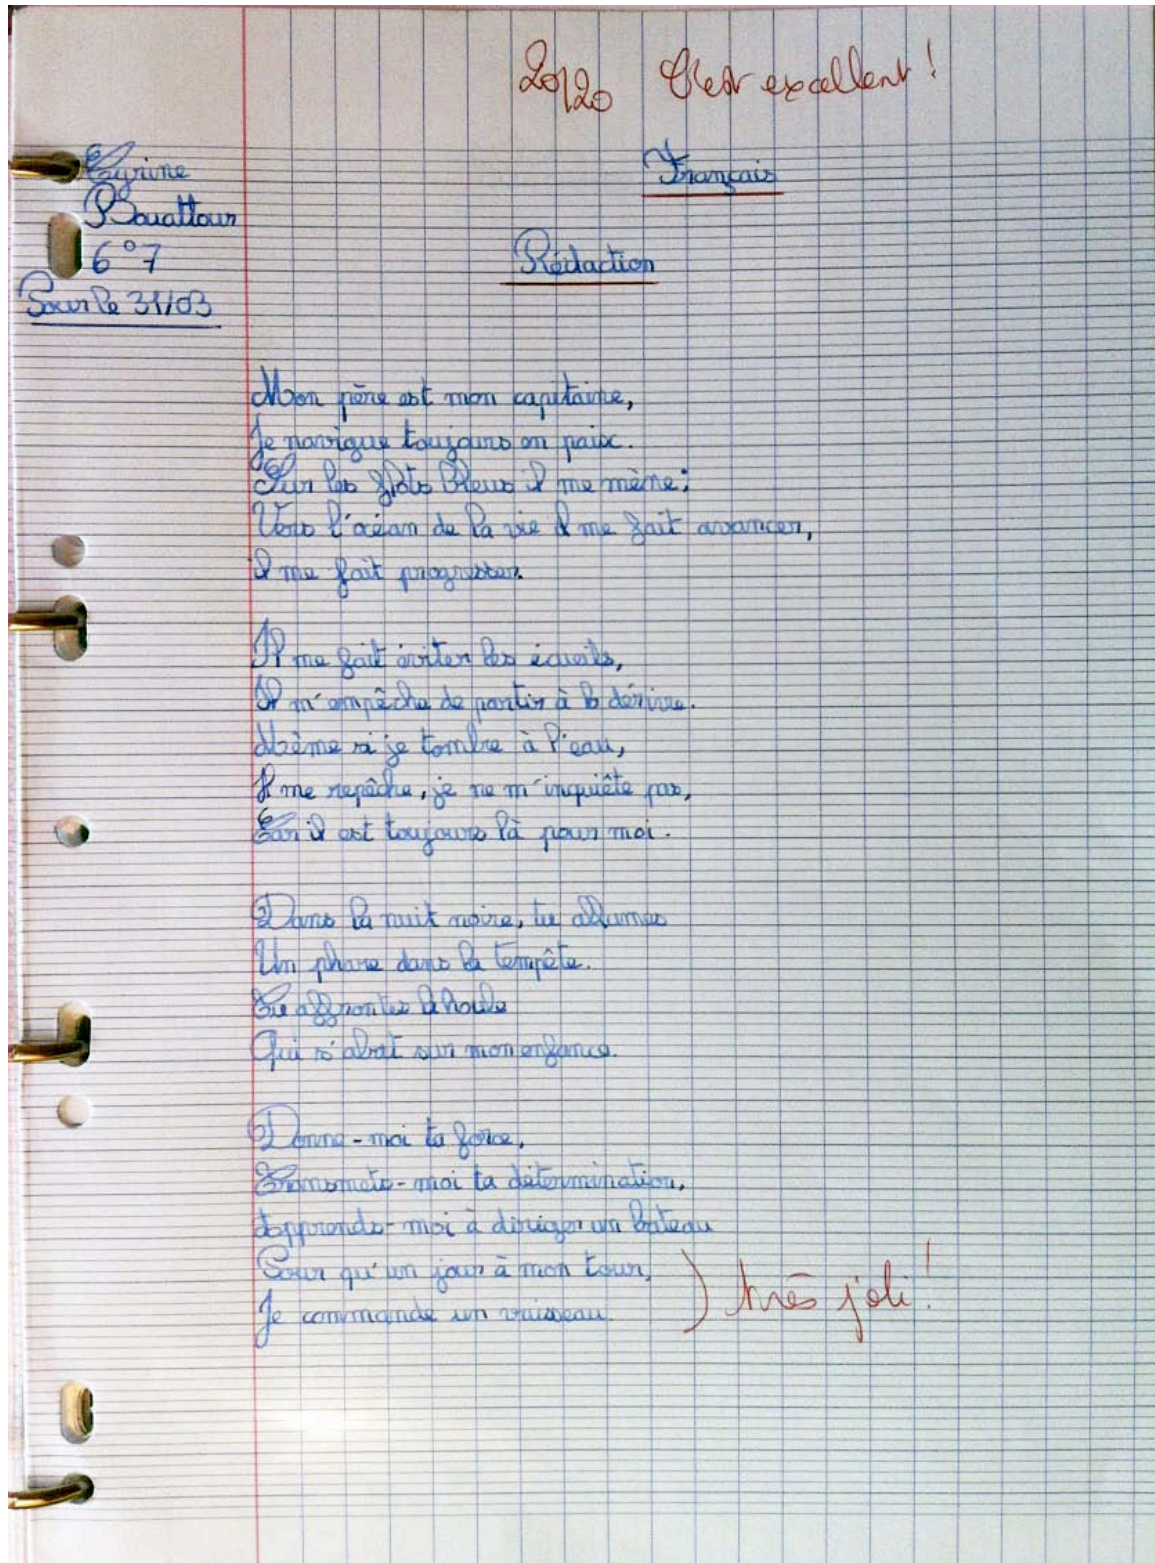 20/20 C'est excellent !
Cyrine
Français
Bouattour
6°7
Rédaction
Pour le 31/03
Mon père est mon capitaine,
Je navigue toujours en paix.
Sur les flots bleus il me mène;
Vers l'océan de la vie il me fait avancer,
Il me fait progresser.
Il me fait éviter les écueils,
Il m'empêche de partir à la dérive.
Même si je tombe à l'eau,
Il me repêche, je ne m'inquiète pas,
Car il est toujours là pour moi.
Dans la nuit noire, tu allumes
Un phare dans la tempête.
Tu affrontes la houle
Qui s'abat sur mon enfance.
Donne-moi ta force,
Transmets-moi ta détermination,
Apprends-moi à diriger un bateau
Pour qu'un jour à mon tour,
Je commande un vaisseau. ) très joli !